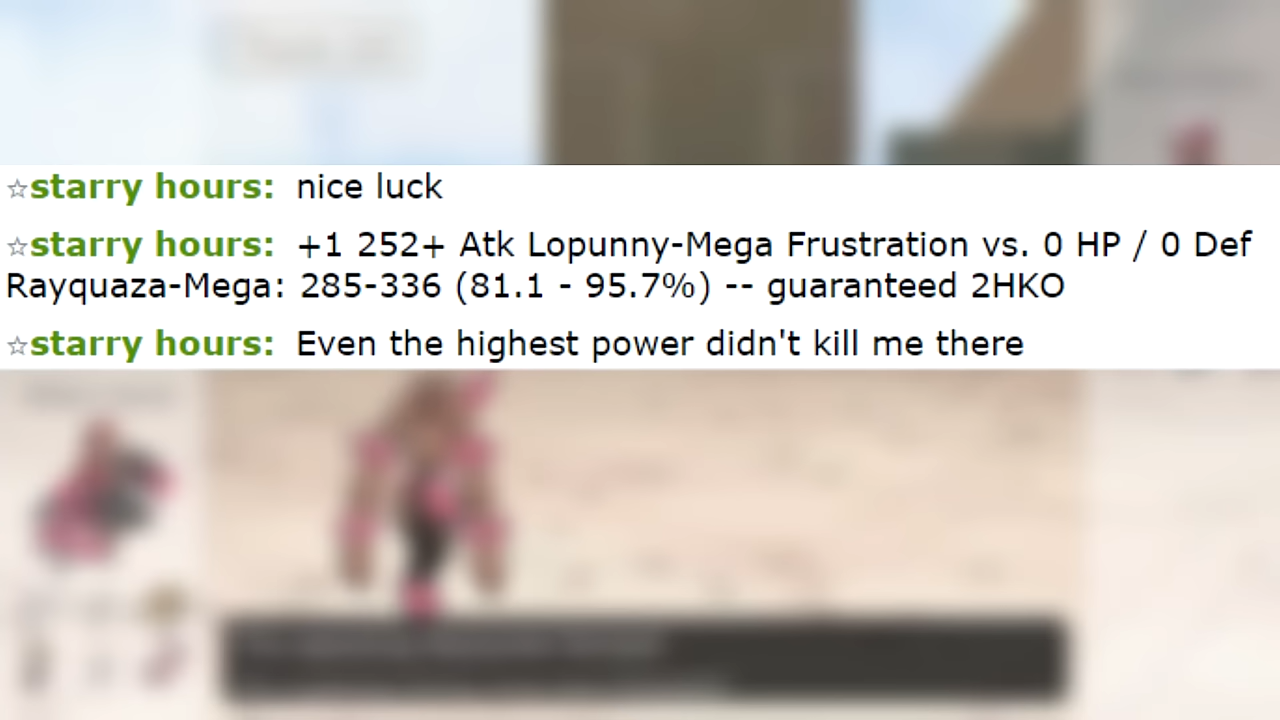 ☆starry hours: nice luck
☆starry hours: +1 252+ Atk Lopunny-Mega Frustration vs. 0 HP / 0 Def
Rayquaza-Mega: 285-336 (81.1 - 95.7%) -- guaranteed 2HKO
☆starry hours: Even the highest power didn't kill me there